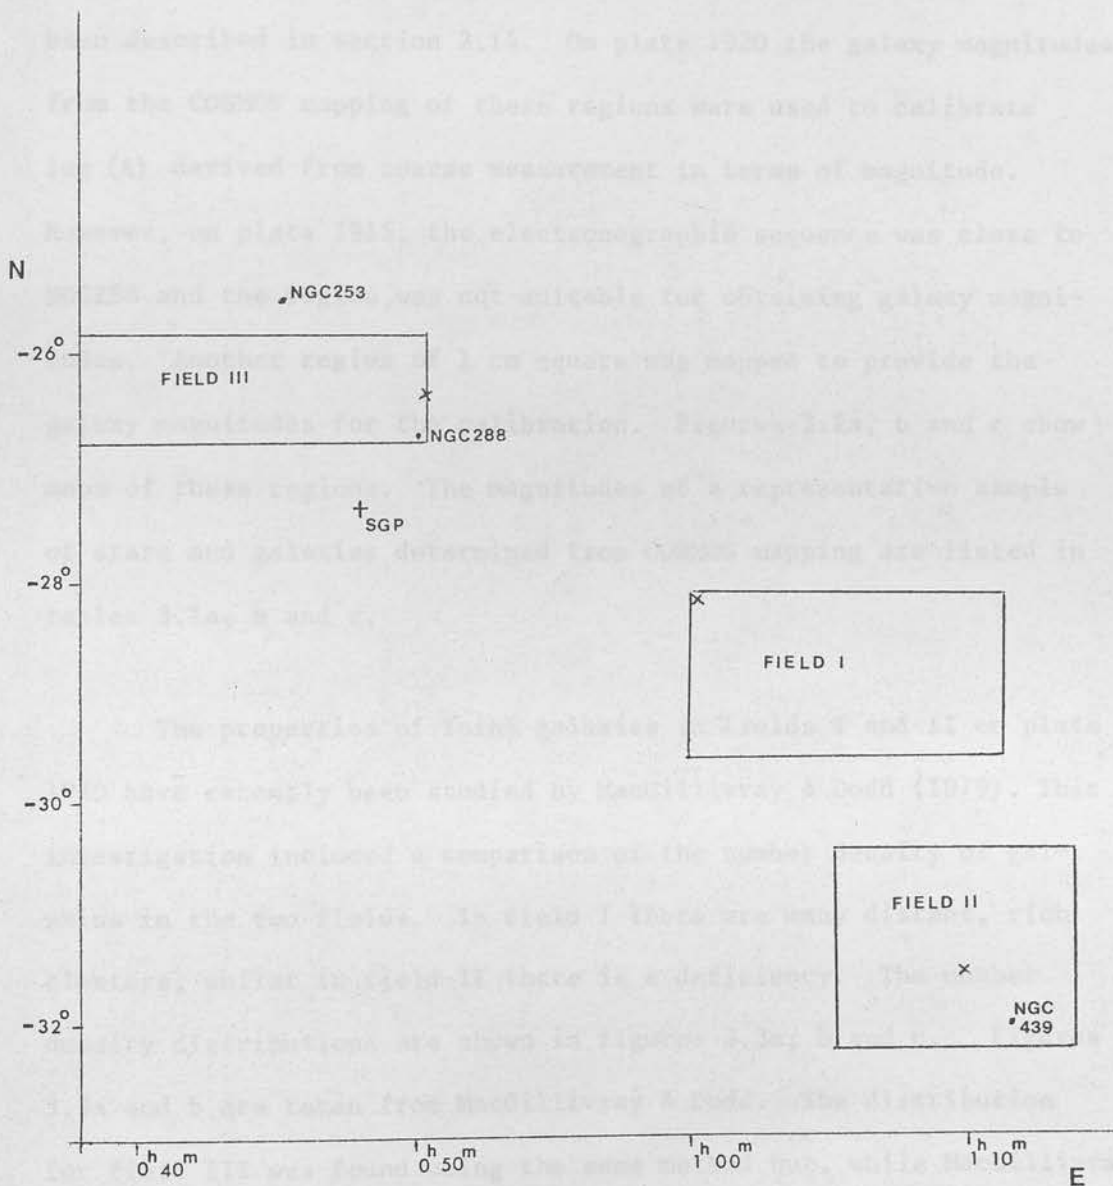 been described in section 2.14. On plate 1920 the galaxy magnitudes
from the COSMOS mapping of these regions were used to calibrate
log (A) derived from coarse measurement in terms of magnitude.
However, on plate 1915, the electronographic sequence was close to
N
NGC253
NGC253 and the region was not suitable for obtaining galaxy magni-
-26°
tudes. Another region of 1 cm square was mapped to provide the
FIELD III
galaxy magnitudes for the calibration. Figures 3.2a, b and c show
NGC288
maps of these regions. The magnitudes of a representative sample
SGP
of stars and galaxies determined from COSMOS mapping are listed in
-28°
tables 3.2a, b and c.
FIELD I
The properties of faint galaxies in fields I and II on plate
-30°
1920 have recently been studied by MacGillivray & Dodd (1979). This
investigation included a comparison of the number density of gal-
FIELD II
axies in the two fields. In field I there are many distant, rich
clusters, whilst in field II there is a deficiency. The number
NGC
439
-32°
density distributions are shown in figures 3.3a, b and c. Figures
3.3a and b are taken from MacGillivray & Dodd. The distribution
0h 40m
0h 50m
1h 00m
1h 10m
for field III was found using the same method but, while MacGillivray
E